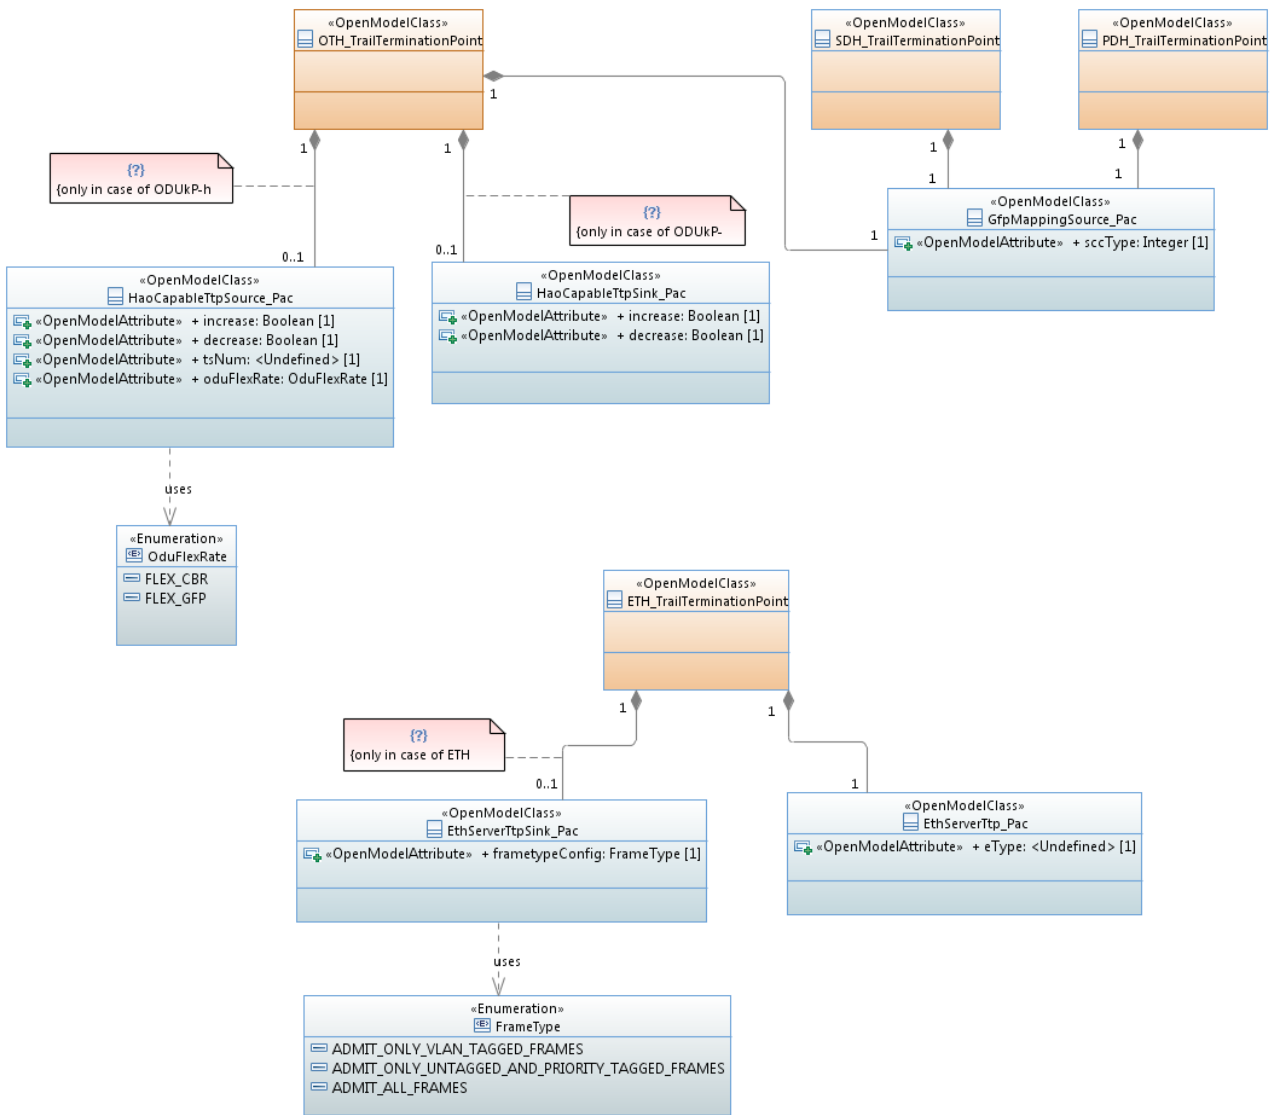 «OpenModelClass»
OTH_TrailTerminationPoint
1
1
1
«OpenModelClass»
SDH_TrailTerminationPoint
1
1
«OpenModelClass»
PDH_TrailTerminationPoint
1
1
{?}
{only in case of ODUkP-h
{?}
{only in case of ODUkP-
«OpenModelClass»
GfpMappingSource_Pac
«OpenModelAttribute» + sccType: Integer [1]
1
0..1
0..1
«OpenModelClass»
HaoCapableTtpSource_Pac
«OpenModelAttribute» + increase: Boolean [1]
«OpenModelAttribute» + decrease: Boolean [1]
«OpenModelAttribute» + tsNum: <Undefined> [1]
«OpenModelAttribute» + oduFlexRate: OduFlexRate [1]
«OpenModelClass»
HaoCapableTtpSink_Pac
«OpenModelAttribute» + increase: Boolean [1]
«OpenModelAttribute» + decrease: Boolean [1]
uses
«Enumeration»
OduFlexRate
FLEX_CBR
FLEX_GFP
«OpenModelClass»
ETH_TrailTerminationPoint
1
1
{?}
{only in case of ETH
0..1
1
«OpenModelClass»
EthServerTtpSink_Pac
«OpenModelAttribute» + frametypeConfig: FrameType [1]
«OpenModelClass»
EthServerTtp_Pac
«OpenModelAttribute» + eType: <Undefined> [1]
uses
«Enumeration»
FrameType
ADMIT_ONLY_VLAN_TAGGED_FRAMES
ADMIT_ONLY_UNTAGGED_AND_PRIORITY_TAGGED_FRAMES
ADMIT_ALL_FRAMES